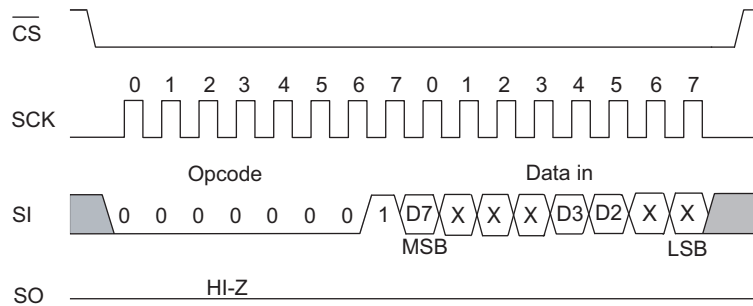 CS
0 1 2 3 4 5 6 7 0 1 2 3 4 5 6 7
SCK
Opcode Data in
SI 0 0 0 0 0 0 0 1 D7 X X X D3 D2 X X
MSB LSB
HI-Z
SO